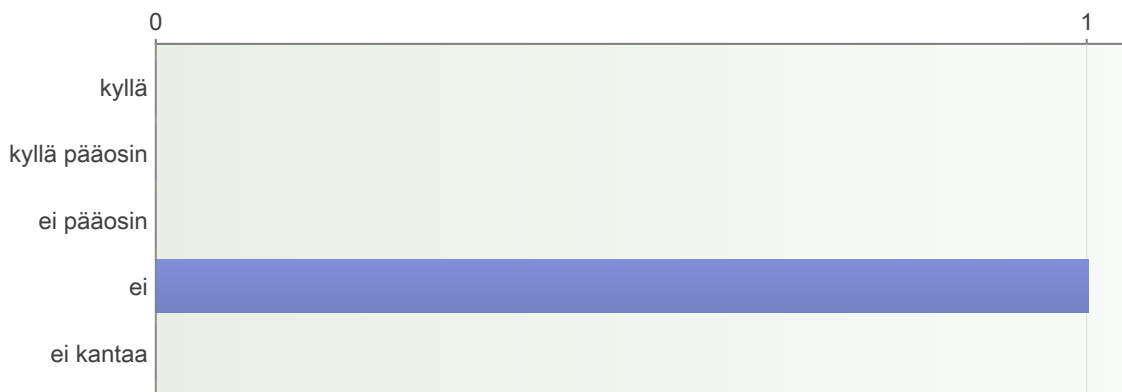 0 1
kyllä
kyllä pääosin
ei pääosin
ei
ei kantaa